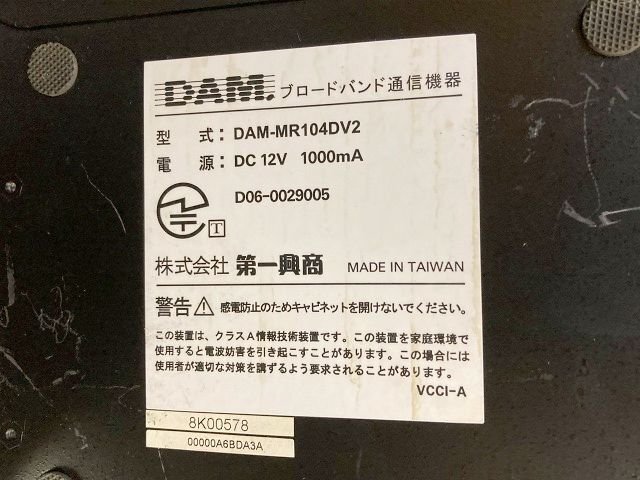 DAM. ブロードバンド通信機器
型 式： DAM-MR104DV2
電 源： DC 12V 1000mA
D06-0029005
T
株式会社 第一興商 MADE IN TAIWAN
警告⚠ 感電防止のためキャビネットを開けないでください。
この装置は、クラスA情報技術装置です。この装置を家庭環境で
使用すると電波妨害を引き起こすことがあります。この場合には
使用者が適切な対策を講ずるよう要求されることがあります。
VCCI-A
8K00578
00000A6BDA3A